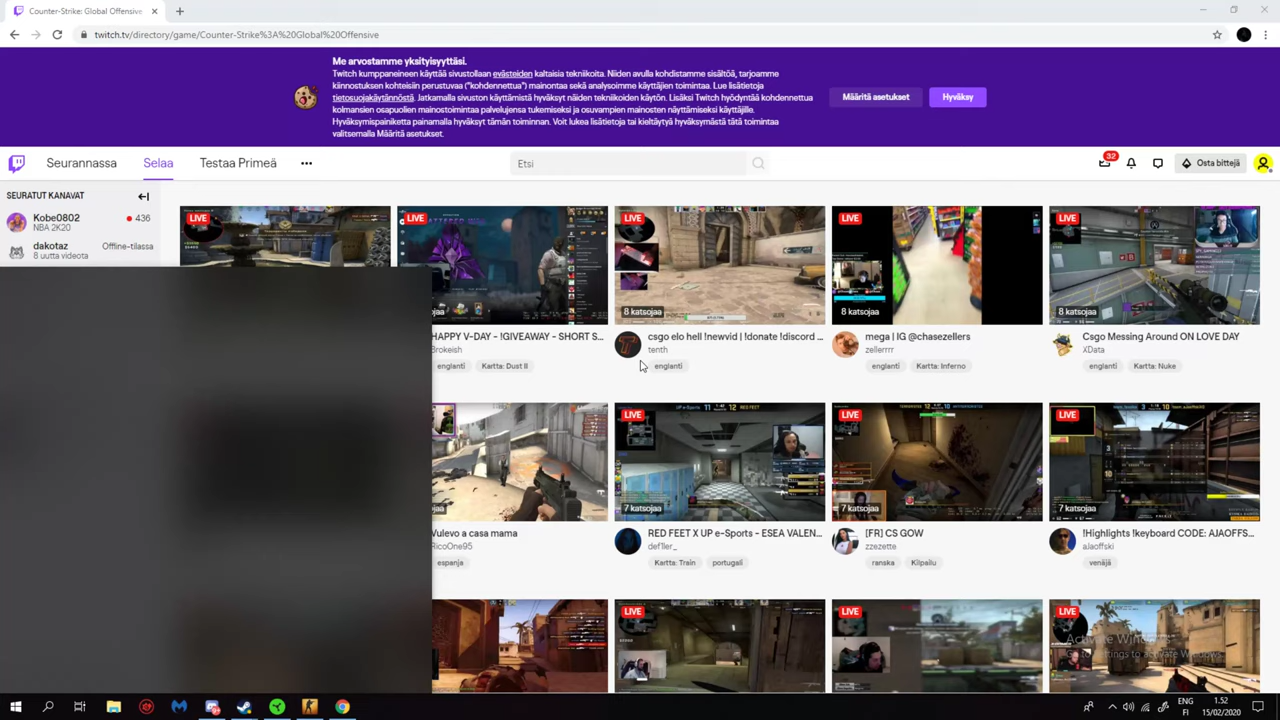 Counter-Strike: Global Offensive
twitch.tv/directory/game/Counter-Strike%3A%20Global%20Offensive
Me arvostamme yksityisyyttäsi.
Twitch kumppaneineen käyttää sivustollaan evästeiden kaltaisia tekniikoita. Niiden avulla kohdistamme sisältöä, tarjoamme
kiinnostuksen kohteisiin perustuvaa ("kohdennettua") mainontaa sekä analysoimme käyttäjien toimintaa. Lue lisätietoja
tietosuojakäytännöstä. Jatkamalla sivuston käyttämistä hyväksyt näiden tekniikoiden käytön. Lisäksi Twitch hyödyntää kohdennettua
kolmansien osapuolien mainostoimintaa palvelujensa tukemiseksi ja osuvampien mainosten näyttämiseksi käyttäjille.
Hyväksymispainiketta painamalla hyväksyt tämän toiminnan. Voit lukea lisätietoja tai kieltäytyä hyväksymästä tätä toimintaa
valitsemalla Määritä asetukset.
Määritä asetukset
Hyväksy
Seurannassa
Selaa
Testaa Primeä
Etsi
32
Osta bittejä
SEURATUT KANAVAT
Kobe0802
436
NBA 2K20
dakotaz
Offline-tilassa
8 uutta videota
LIVE
LIVE
LIVE
8 katsojaa
LIVE
8 katsojaa
LIVE
8 katsojaa
HAPPY V-DAY - !GIVEAWAY - SHORT S...
Brokeish
englanti
Kartta: Dust II
csgo elo hell !newvid | !donate !discord ...
tenth
englanti
mega | IG @chasezellers
zellerrrr
englanti
Kartta: Inferno
Csgo Messing Around ON LOVE DAY
XData
englanti
Kartta: Nuke
LIVE
7 katsojaa
LIVE
7 katsojaa
LIVE
7 katsojaa
Vulevo a casa mama
RicoOne95
espanja
RED FEET X UP e-Sports - ESEA VALEN...
def1ler_
Kartta: Train
portugali
[FR] CS GOW
zzezette
ranska
Kilpailu
!Highlights !keyboard CODE: AJAOFFS...
aJaoffski
venäjä
LIVE
LIVE
LIVE
Activate Windows
Go to Settings to activate Windows.
ENG
FI
1.52
15/02/2020